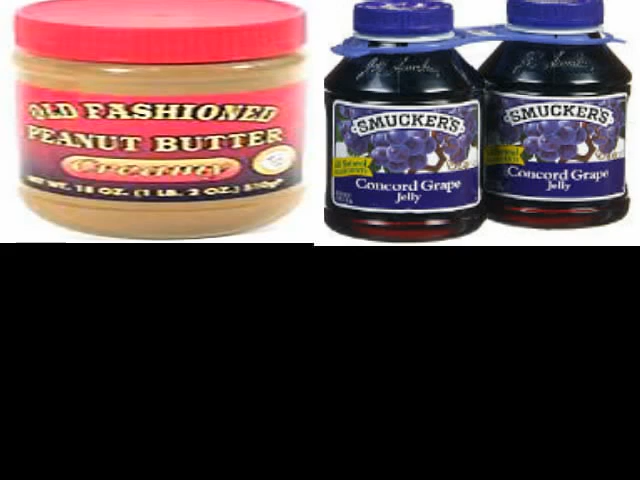 OLD FASHIONED
PEANUT BUTTER
Creamy
NET WT. 18 OZ. (1 LB. 2 OZ.) 510g
SMUCKER'S
Concord Grape
Jelly
SMUCKER'S
Concord Grape
Jelly